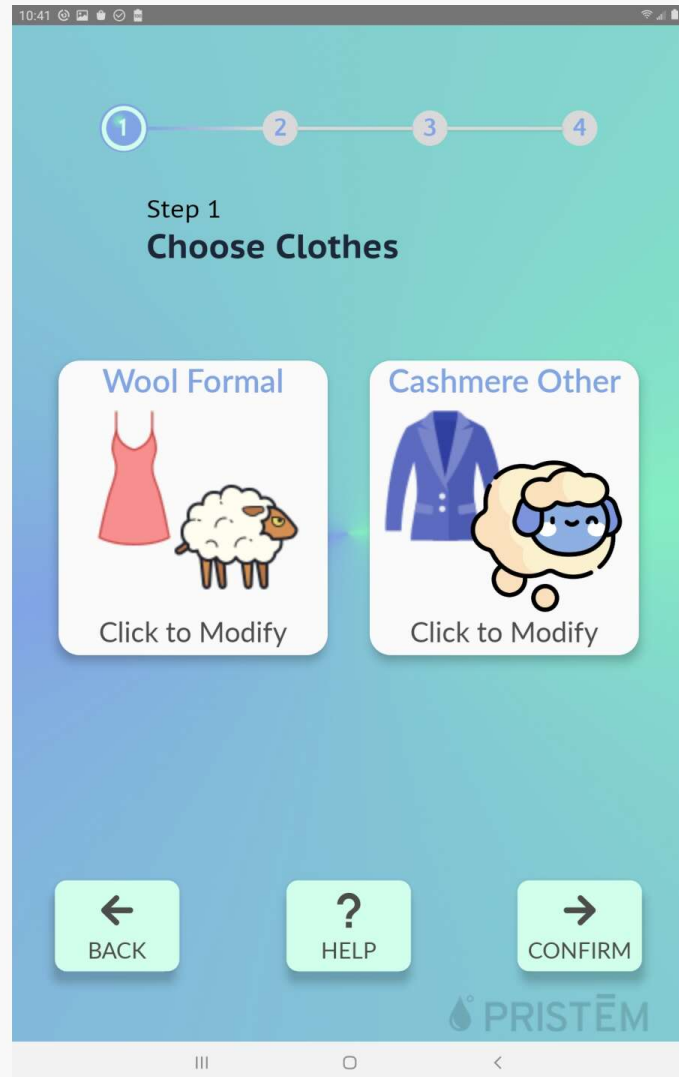 10:41
1 2 3 4
Step 1
Choose Clothes
Wool Formal
Cashmere Other
Click to Modify
Click to Modify
?
BACK
HELP
CONFIRM
PRISTĒM